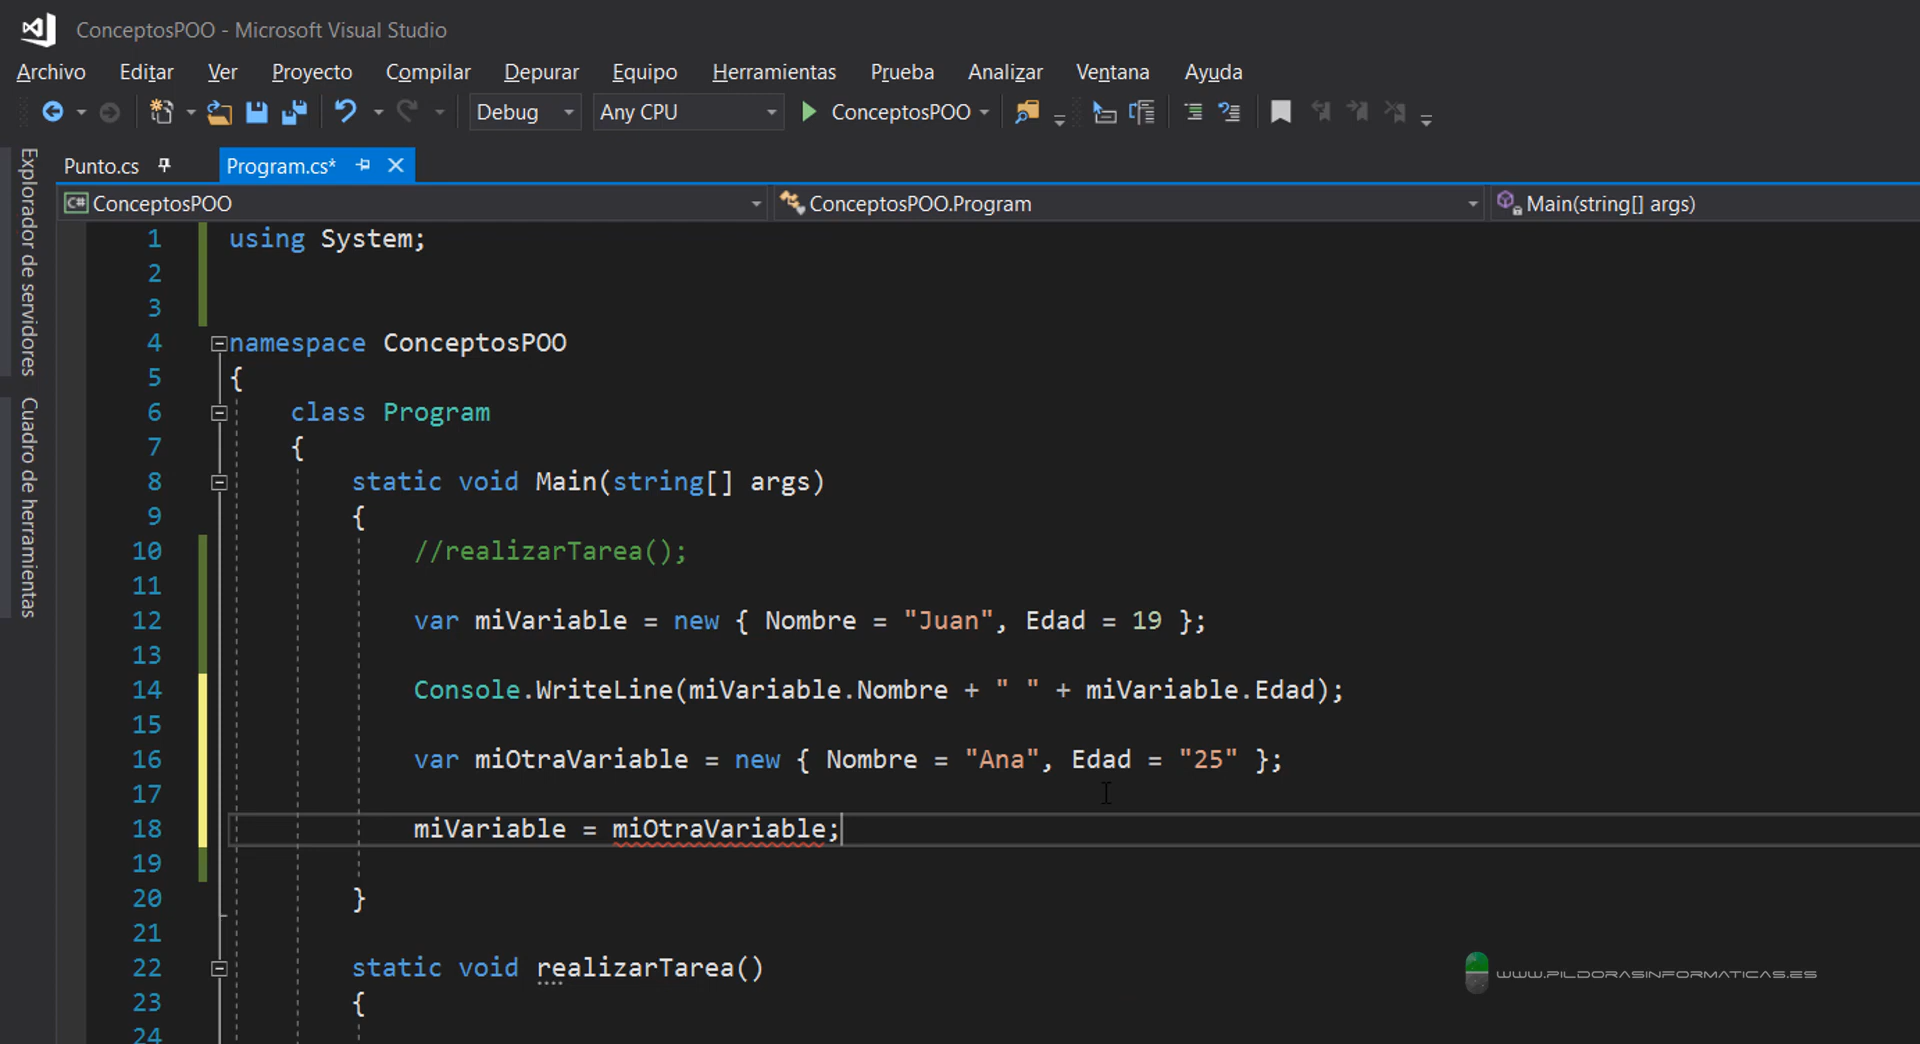 ConceptosPOO - Microsoft Visual Studio
Archivo Editar Ver Proyecto Compilar Depurar Equipo Herramientas Prueba Analizar Ventana Ayuda
Debug Any CPU ConceptosPOO
Explorador de servidores
Cuadro de herramientas
Punto.cs Program.cs*
C# ConceptosPOO ConceptosPOO.Program Main(string[] args)
1 using System;
2
3
4 namespace ConceptosPOO
5 {
6 class Program
7 {
8 static void Main(string[] args)
9 {
10 //realizarTarea();
11
12 var miVariable = new { Nombre = "Juan", Edad = 19 };
13
14 Console.WriteLine(miVariable.Nombre + " " + miVariable.Edad);
15
16 var miOtraVariable = new { Nombre = "Ana", Edad = "25" };
17
18 miVariable = miOtraVariable;
19
20 }
21
22 static void realizarTarea()
23 {
24
WWW.PILDORASINFORMATICAS.ES